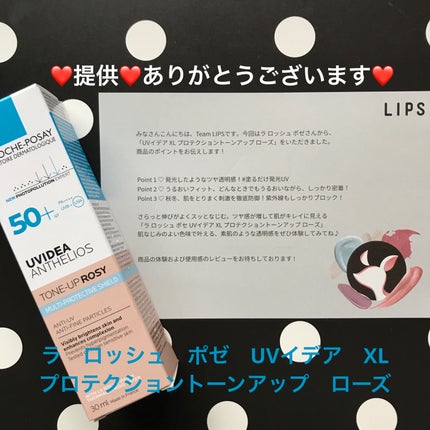 ❤️提供❤️ありがとうございます❤️
LIPS
みなさんこんにちは、Team LIPSです。今回はラ ロッシュ ポゼさんから、
「UVイデア XL プロテクショントーンアップ ローズ」をいただきました。
商品のポイントをお伝えします！
Point 1♡ 発光したようなツヤ透明感！#塗るだけ発光UV
Point 2♡ うるおいフィット、どんなときでもうるおいながら、しっかり密着！
Point 3♡ 秋冬、肌をとりまく刺激を徹底防御！紫外線もしっかりブロック！
さらっと伸びがよくスッとなじむ。ツヤ感が増して肌がキレイに見える
「ラ ロッシュ ポゼ UVイデア XL プロテクショントーンアップ ローズ」
肌なじみのよい色味で叶える、素肌のような透明感をぜひ体験してみてね♪
商品の体験および使用感のレビューをお待ちしております！
OCHE-POSAY
TOIRE DERMATOLOGIQUE
NEW PHOTOPOLLUTION EXPERT
50+
UVIDEA
ANTHELIOS
TONE-UP ROSY
MULTI-PROTECTIVE SHIELD
ANTI-UV
ANTI-FINE PARTICLES
Visibly brightens skin and
enhances complexion
30ml Made in France
ラ ロッシュ ポゼ UVイデア XL
プロテクショントーンアップ ローズ